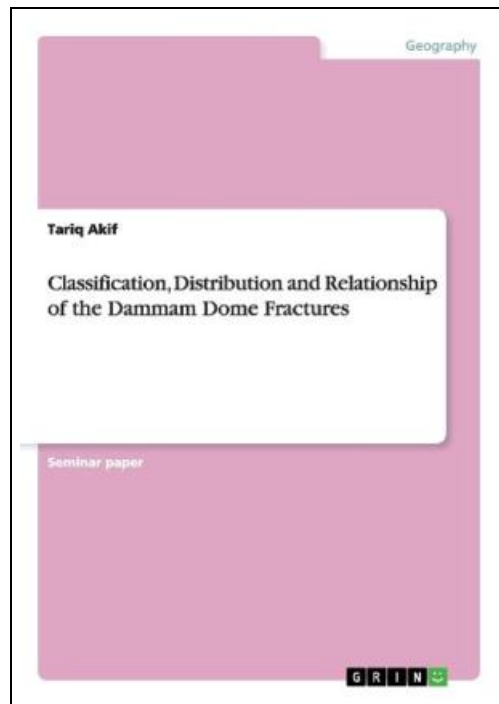 Geography
Tariq Akif
Classification, Distribution and Relationship
of the Dammam Dome Fractures
Seminar paper
GRIN